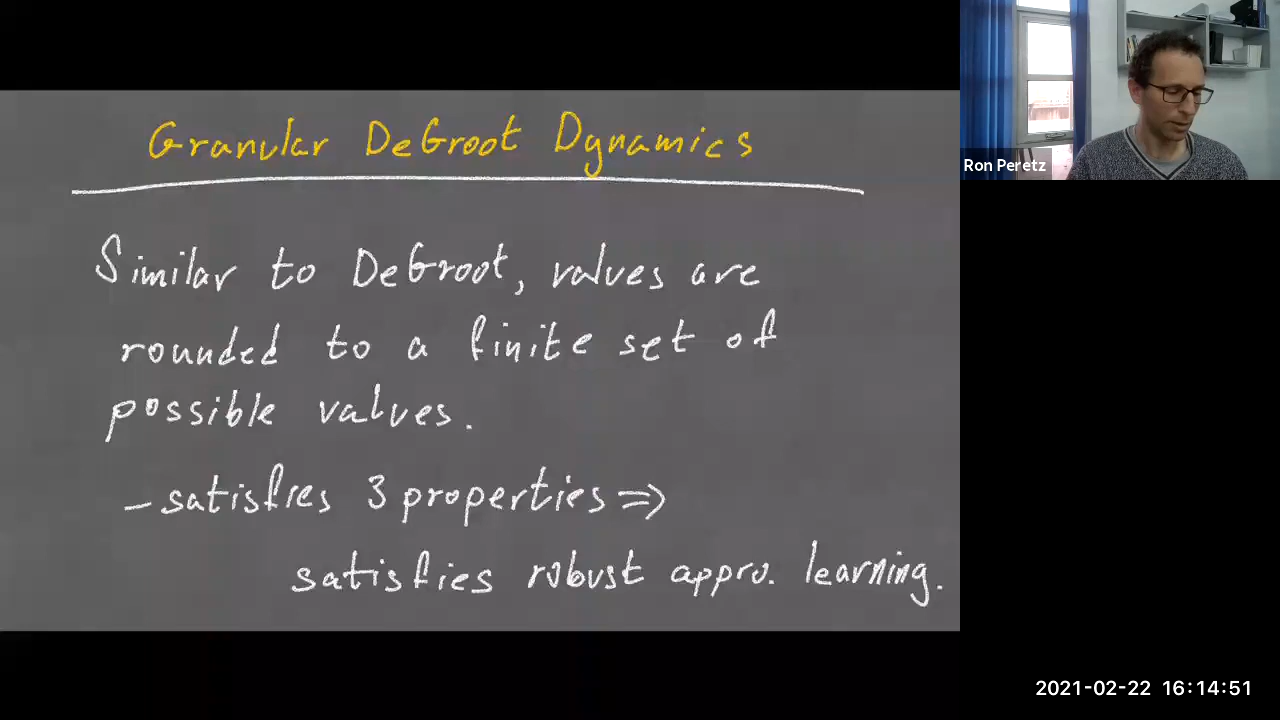 Granular DeGroot Dynamics
Similar to DeGroot, values are
rounded to a finite set of
possible values.
- satisfies 3 properties ⇒
satisfies robust appro. learning.
Ron Peretz
2021-02-22 16:14:51